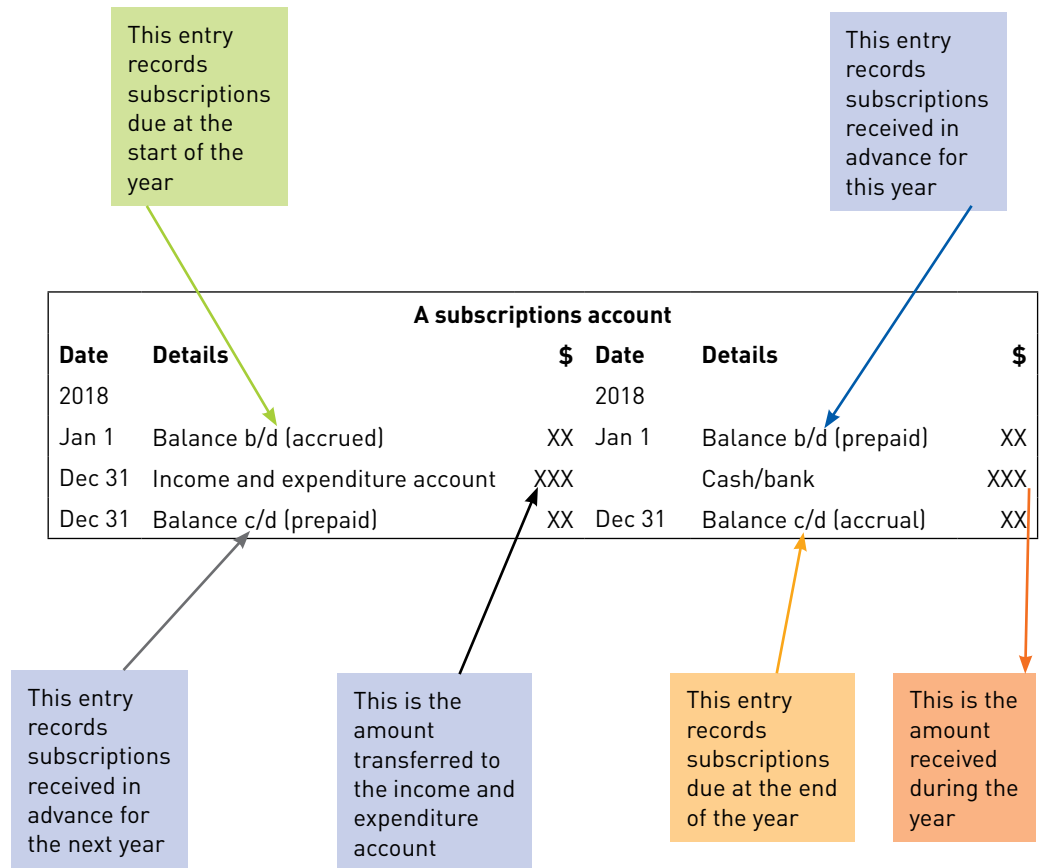 This entry
records
subscriptions
due at the
start of the
year
This entry
records
subscriptions
received in
advance for
this year
A subscriptions account
Date Details $ Date Details $
2018 2018
Jan 1 Balance b/d (accrued) XX Jan 1 Balance b/d (prepaid) XX
Dec 31 Income and expenditure account XXX Cash/bank XXX
Dec 31 Balance c/d (prepaid) XX Dec 31 Balance c/d (accrual) XX
This entry
records
subscriptions
received in
advance for
the next year
This is the
amount
transferred to
the income and
expenditure
account
This entry
records
subscriptions
due at the end
of the year
This is the
amount
received
during the
year